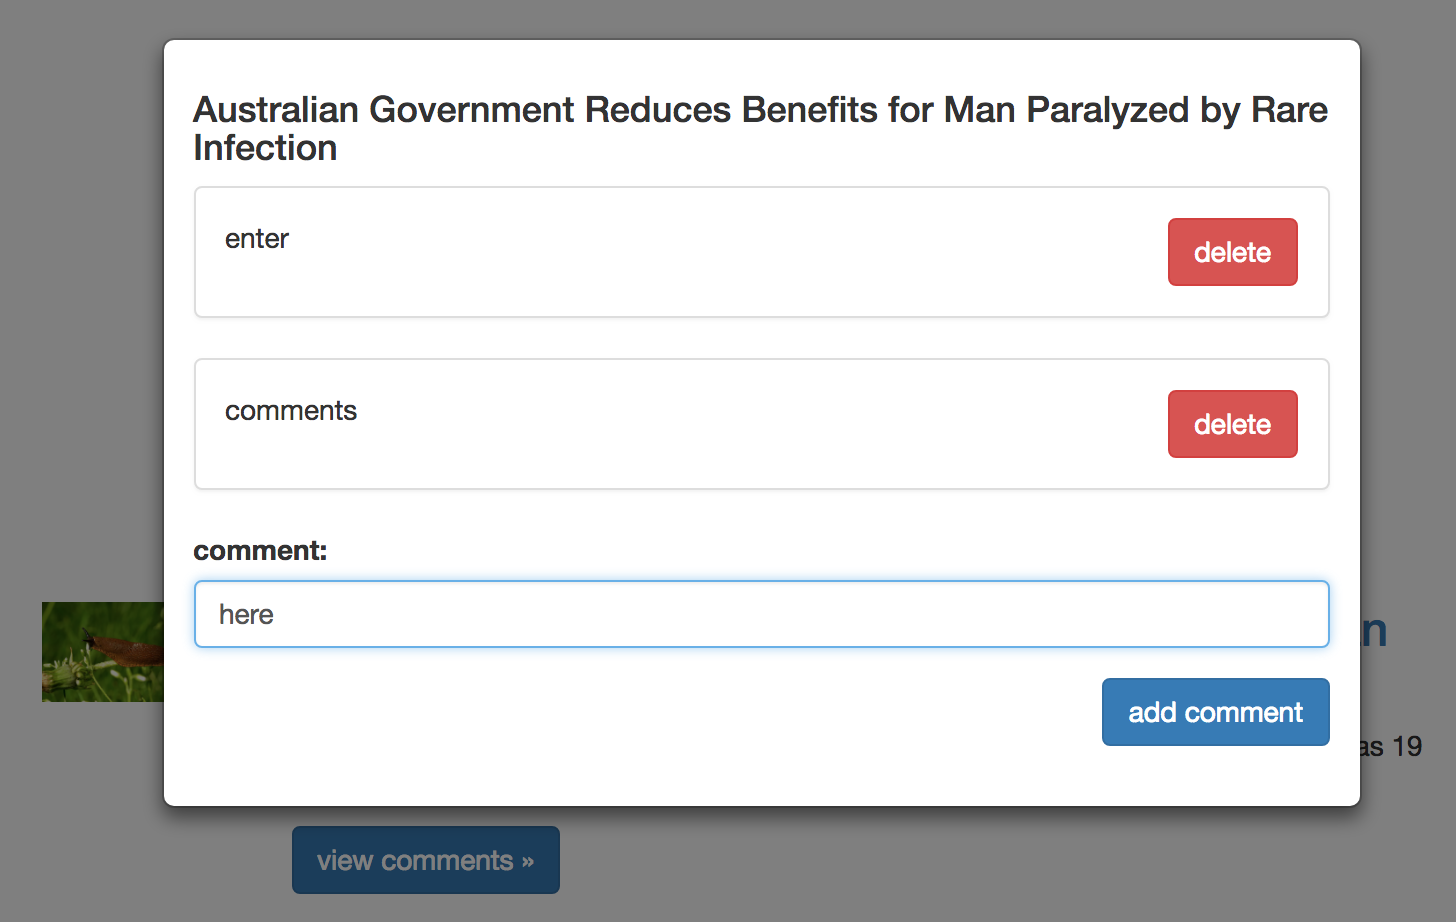 Australian Government Reduces Benefits for Man Paralyzed by Rare
Infection
enter
delete
comments
delete
comment:
here
n
add comment
as 19
view comments »